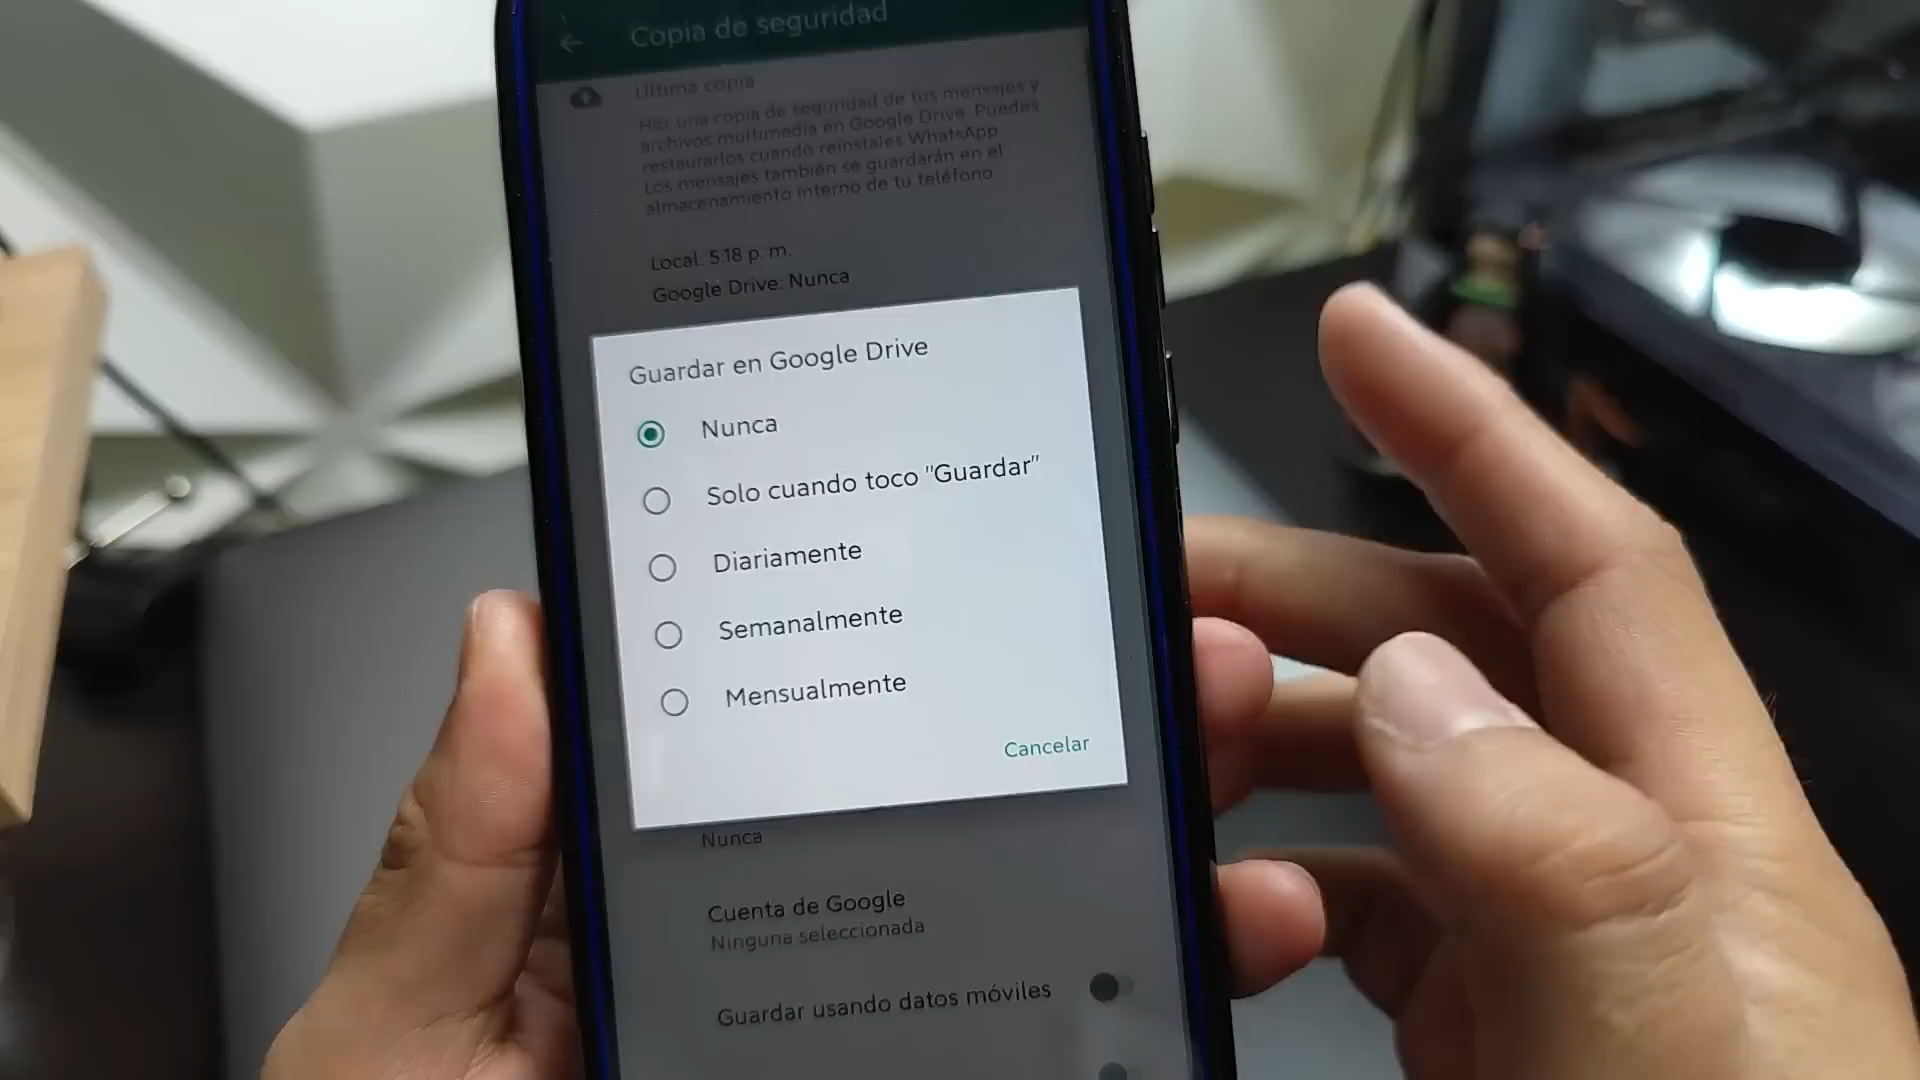 Copia de seguridad
Última copia
Haz una copia de seguridad de tus mensajes y
archivos multimedia en Google Drive. Puedes
restaurarlos cuando reinstales WhatsApp.
Los mensajes también se guardarán en el
almacenamiento interno de tu teléfono.
Local: 5:18 p. m.
Google Drive: Nunca
Guardar en Google Drive
Nunca
Solo cuando toco "Guardar"
Diariamente
Semanalmente
Mensualmente
Cancelar
Nunca
Cuenta de Google
Ninguna seleccionada
Guardar usando datos móviles